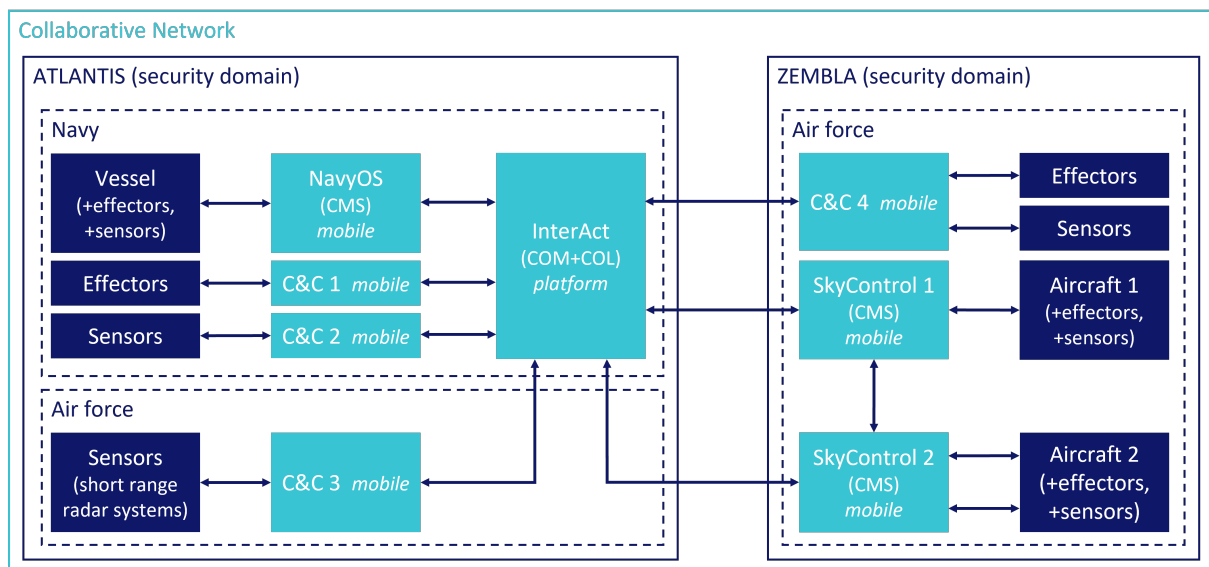 Collaborative Network
ATLANTIS (security domain)
Navy
Vessel
(+effectors,
+sensors)
NavyOS
(CMS)
mobile
InterAct
(COM+COL)
platform
Effectors
C&C 1 mobile
Sensors
C&C 2 mobile
Air force
Sensors
(short range
radar systems)
C&C 3 mobile
ZEMBLA (security domain)
Air force
C&C 4 mobile
Effectors
Sensors
SkyControl 1
(CMS)
mobile
Aircraft 1
(+effectors,
+sensors)
SkyControl 2
(CMS)
mobile
Aircraft 2
(+effectors,
+sensors)